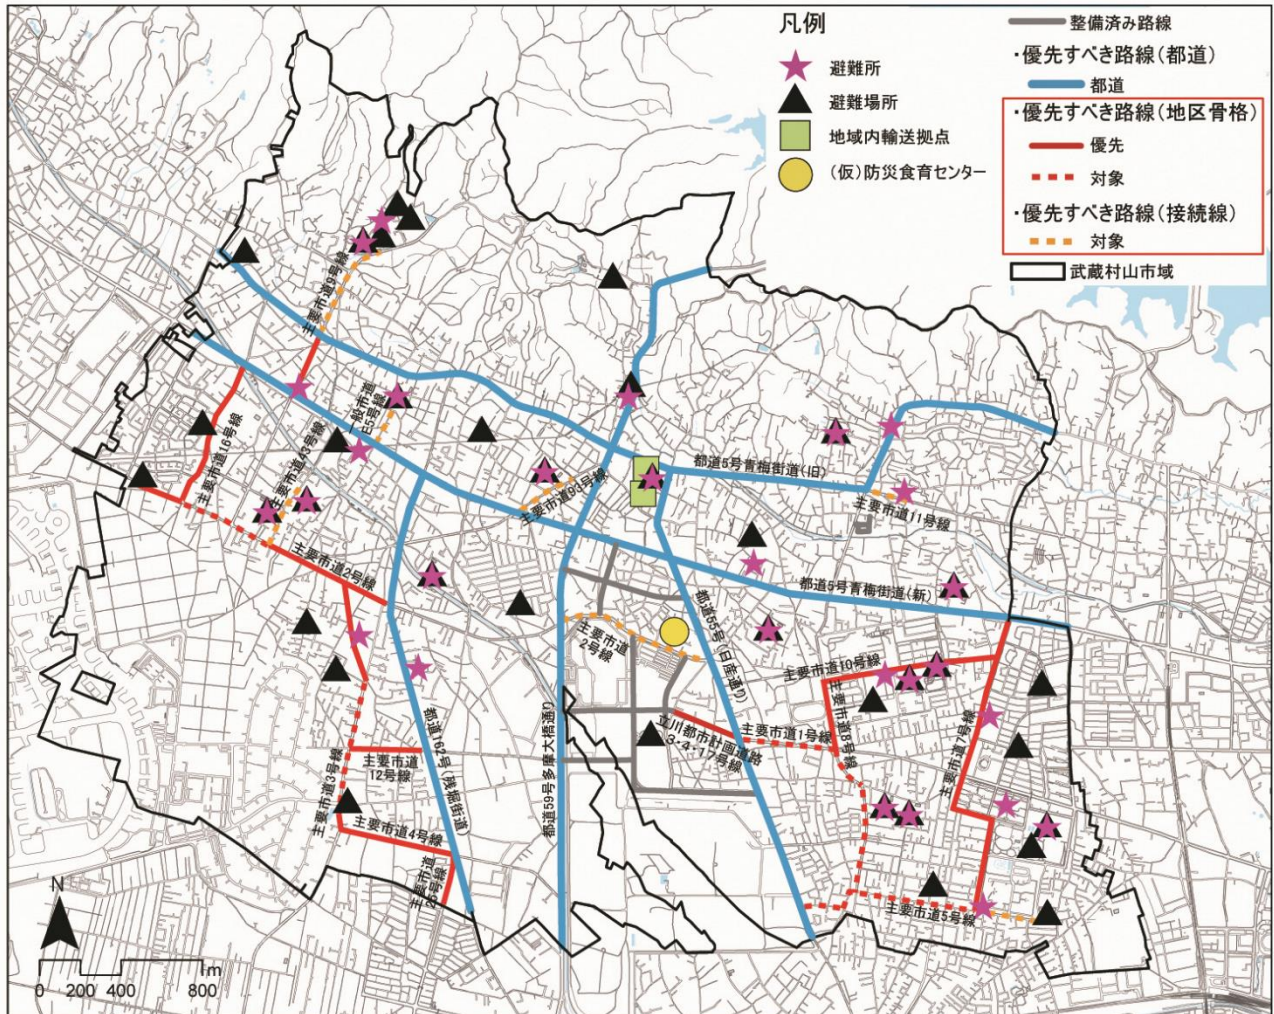 凡例
避難所
避難場所
地域内輸送拠点
(仮)防災食育センター
整備済み路線
・優先すべき路線(都道)
都道
・優先すべき路線(地区骨格)
優先
対象
・優先すべき路線(接続線)
対象
武蔵村山市域
主要市道9号線
一般市道
E5号線
主要市道16号線
主要市道43号線
主要市道93号線
都道5号青梅街道(旧)
主要市道11号線
主要市道2号線
都道5号青梅街道(新)
主要市道
2号線
都道55号(日産通り)
主要市道10号線
主要市道8号線
主要市道7号線
立川都市計画道路
3・4・17号線
主要市道1号線
主要市道
12号線
主要市道3号線
都道162号(残堀街道)
都道59号多摩大橋通り
主要市道4号線
主要市道
26号線
主要市道5号線
N
m
0 200 400 800